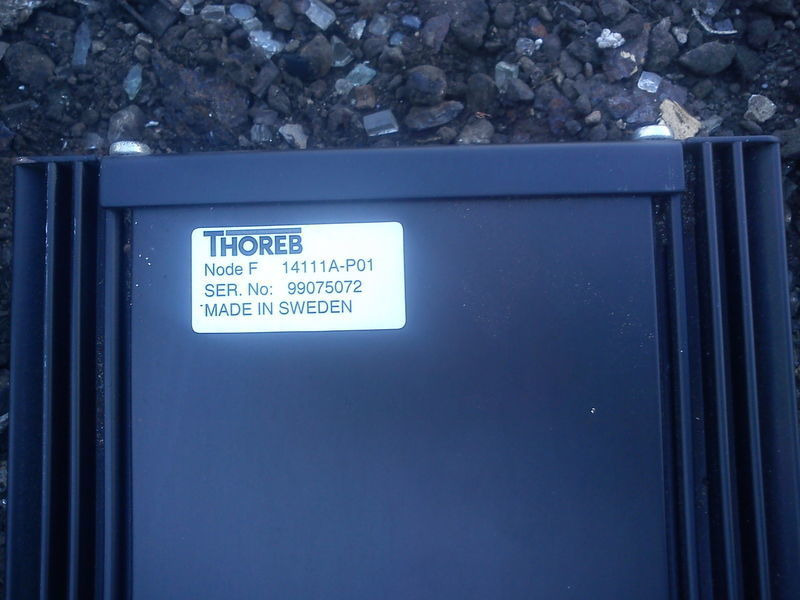 THOREB
Node F 14111A-P01
SER. No: 99075072
MADE IN SWEDEN